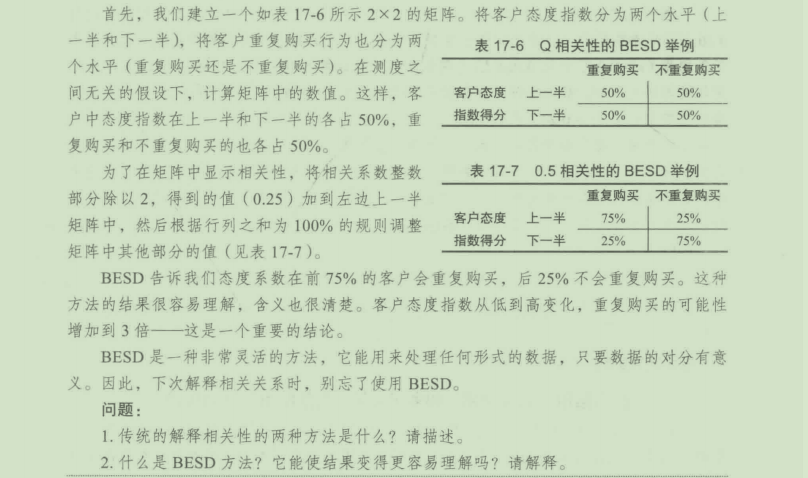 首先，我们建立一个如表 17-6 所示 2×2 的矩阵。将客户态度指数分为两个水平（上
一半和下一半），将客户重复购买行为也分为两
个水平（重复购买还是不重复购买）。在测度之
间无关的假设下，计算矩阵中的数值。这样，客
户中态度指数在上一半和下一半的各占 50%，重
复购买和不重复购买的也各占 50%。
表 17-6 Q 相关性的 BESD 举例
重复购买 不重复购买
客户态度 上一半 50% 50%
指数得分 下一半 50% 50%
为了在矩阵中显示相关性，将相关系数整数
部分除以 2，得到的值（0.25）加到左边上一半
矩阵中，然后根据行列之和为 100% 的规则调整
矩阵中其他部分的值（见表 17-7）。
表 17-7 0.5 相关性的 BESD 举例
重复购买 不重复购买
客户态度 上一半 75% 25%
指数得分 下一半 25% 75%
BESD 告诉我们态度系数在前 75% 的客户会重复购买，后 25% 不会重复购买。这种
方法的结果很容易理解，含义也很清楚。客户态度指数从低到高变化，重复购买的可能性
增加到 3 倍——这是一个重要的结论。
BESD 是一种非常灵活的方法，它能用来处理任何形式的数据，只要数据的对分有意
义。因此，下次解释相关关系时，别忘了使用 BESD。
问题：
1. 传统的解释相关性的两种方法是什么？请描述。
2. 什么是 BESD 方法？它能使结果变得更容易理解吗？请解释。